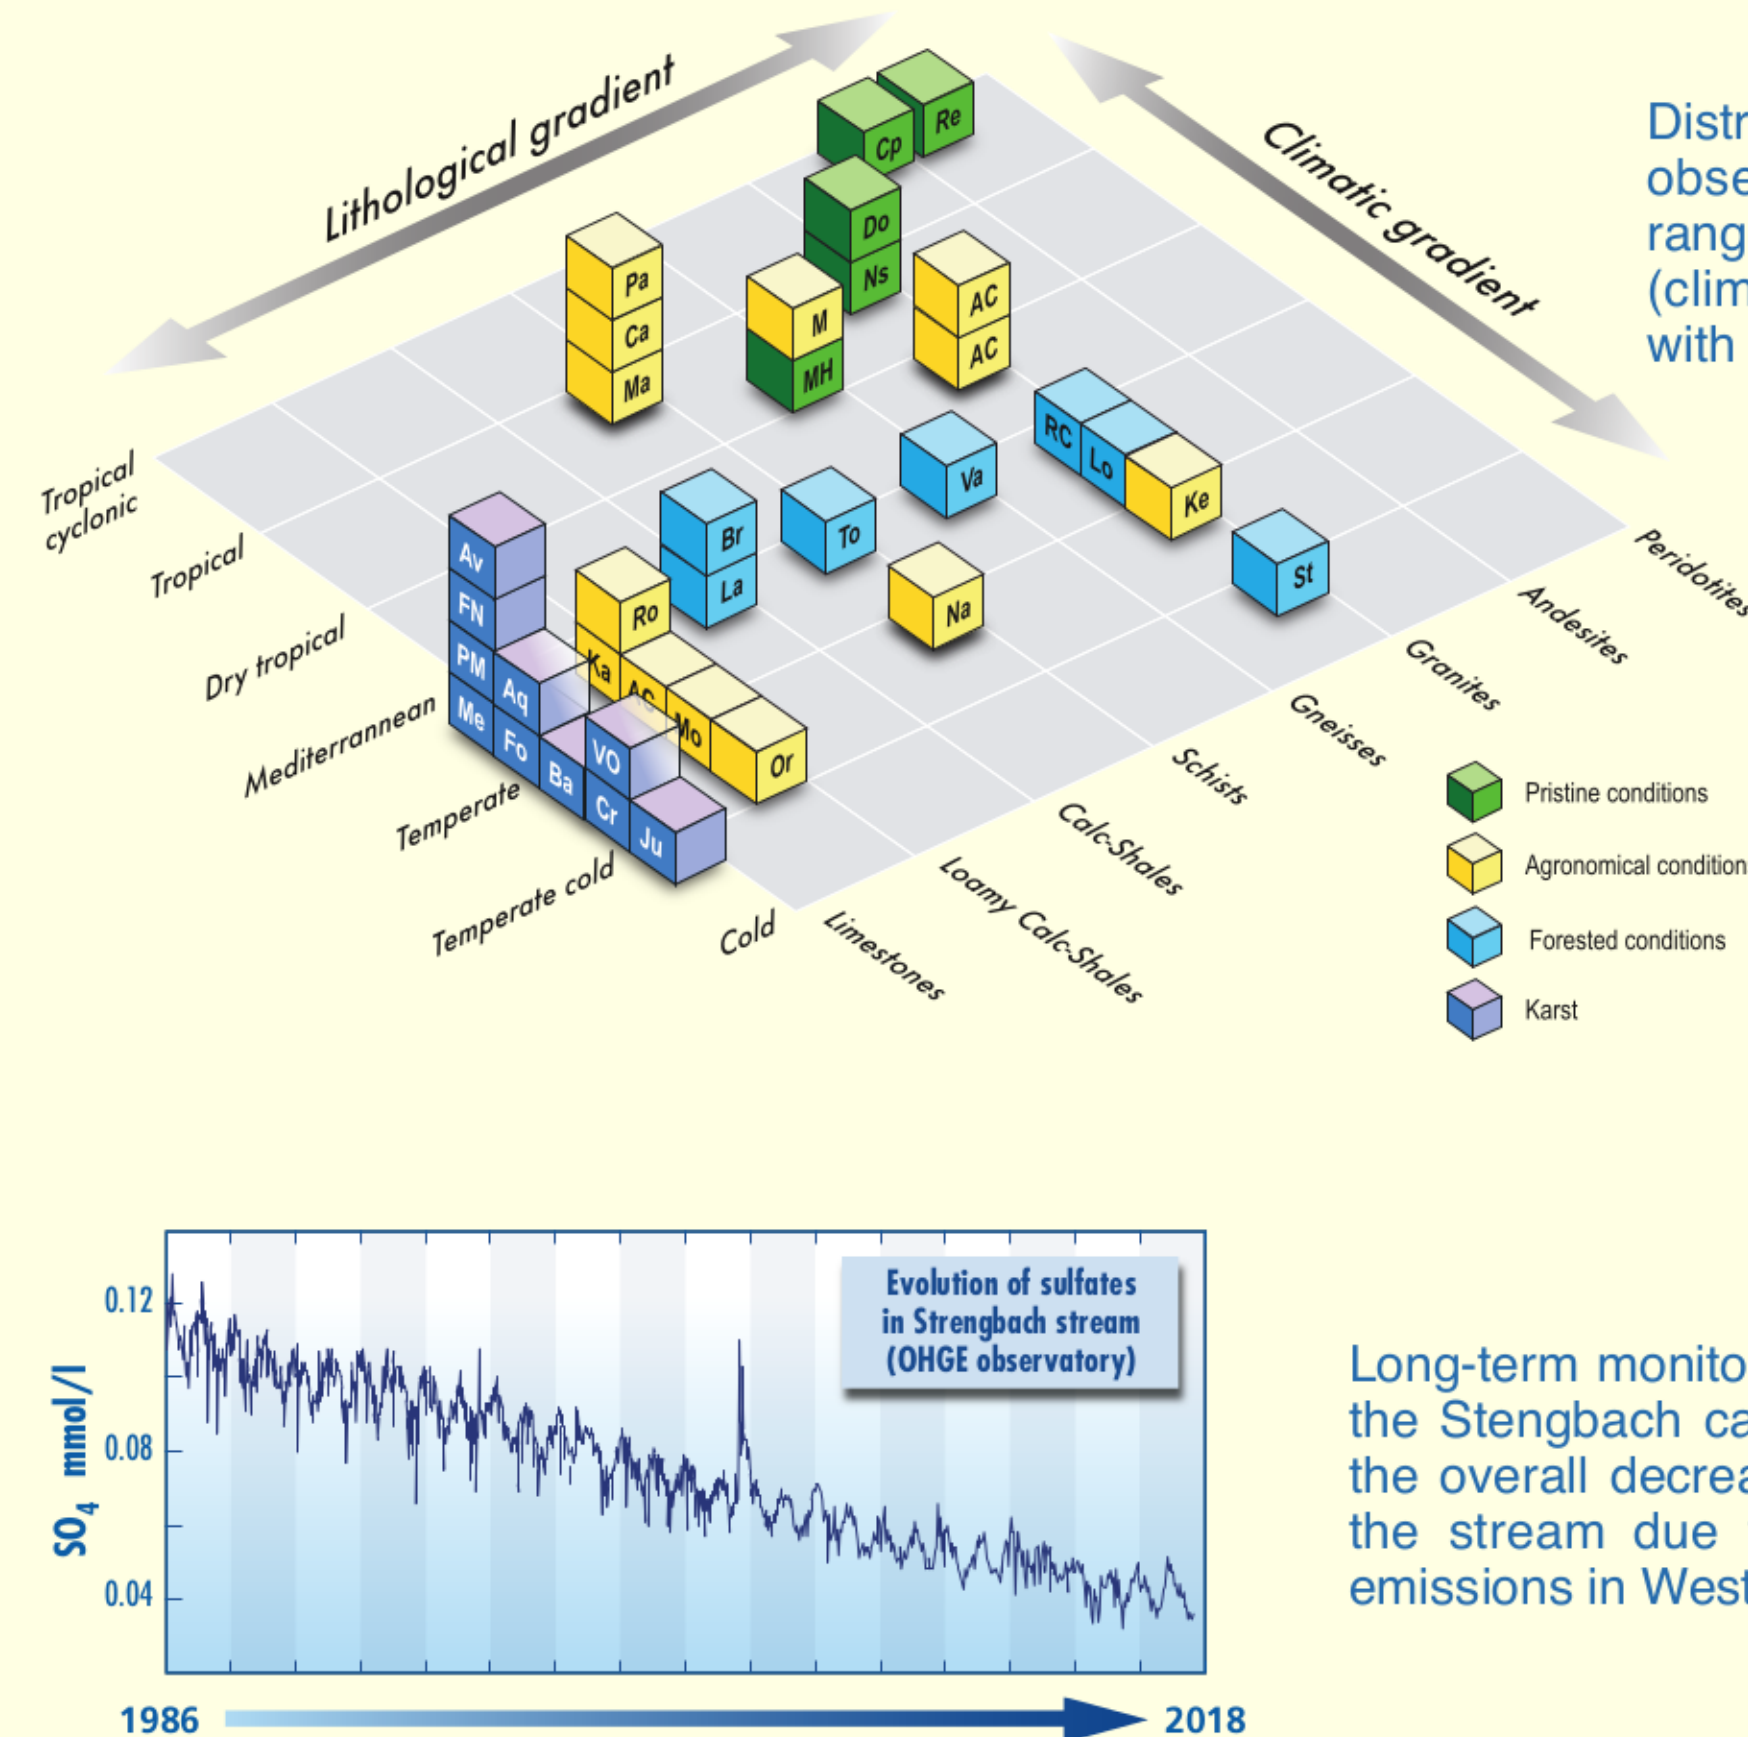 Lithological gradient
Climatic gradient
Distr
obse
rang
(clim
with
Re
Cp
Do
Ns
Pa
Ca
Ma
M
MH
AC
AC
RC
Lo
Ke
Va
St
Br
La
To
Na
Av
FN
PM
Me
Aq
Fo
Ba
VO
Cr
Ju
Ro
Ka
AC
Mo
Or
Tropical
cyclonic
Tropical
Dry tropical
Mediterrannean
Temperate
Temperate cold
Cold
Limestones
Loamy Calc-Shales
Calc-Shales
Schists
Gneisses
Granites
Andesites
Peridotites
Pristine conditions
Agronomical condition
Forested conditions
Karst
Evolution of sulfates
in Strengbach stream
(OHGE observatory)
SO4 mmol/l
0.12
0.08
0.04
1986
2018
Long-term monito
the Stengbach ca
the overall decrea
the stream due
emissions in West